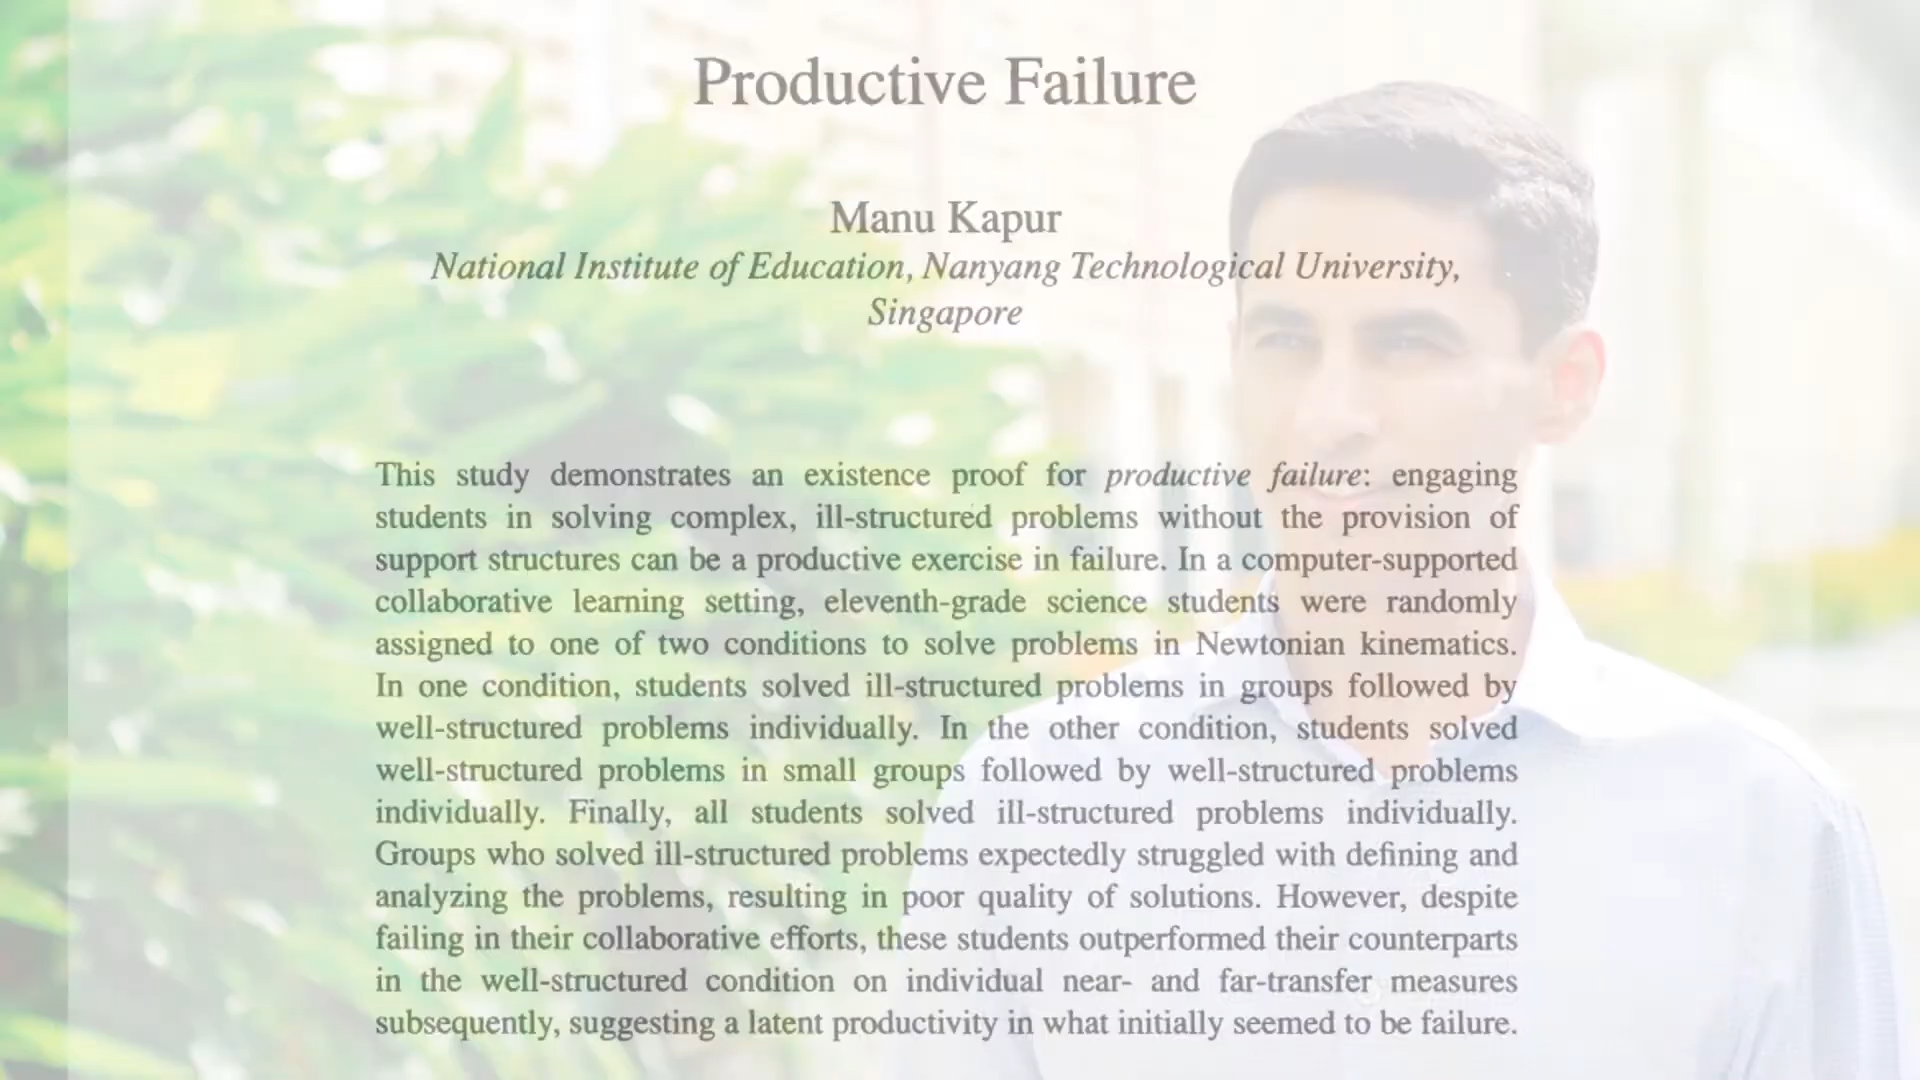 Productive Failure
Manu Kapur
National Institute of Education, Nanyang Technological University,
Singapore
This study demonstrates an existence proof for productive failure: engaging
students in solving complex, ill-structured problems without the provision of
support structures can be a productive exercise in failure. In a computer-supported
collaborative learning setting, eleventh-grade science students were randomly
assigned to one of two conditions to solve problems in Newtonian kinematics.
In one condition, students solved ill-structured problems in groups followed by
well-structured problems individually. In the other condition, students solved
well-structured problems in small groups followed by well-structured problems
individually. Finally, all students solved ill-structured problems individually.
Groups who solved ill-structured problems expectedly struggled with defining and
analyzing the problems, resulting in poor quality of solutions. However, despite
failing in their collaborative efforts, these students outperformed their counterparts
in the well-structured condition on individual near- and far-transfer measures
subsequently, suggesting a latent productivity in what initially seemed to be failure.